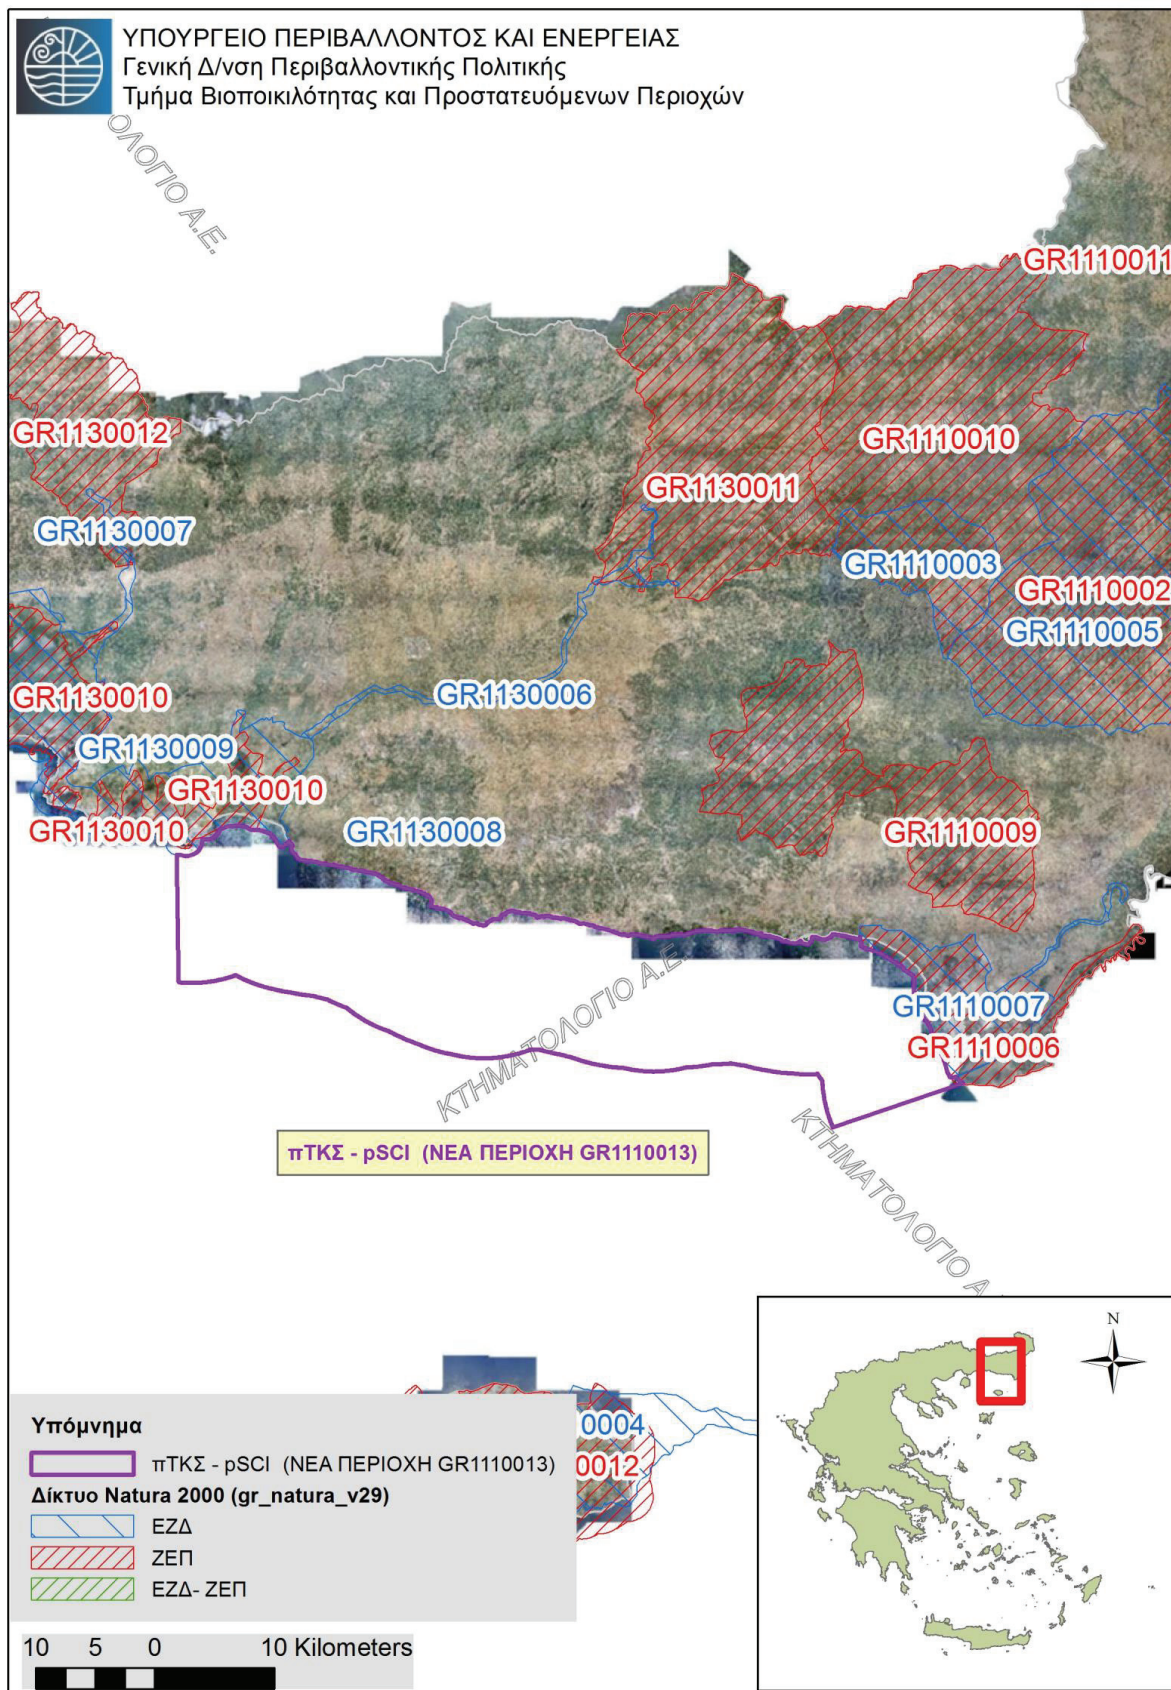 ΥΠΟΥΡΓΕΙΟ ΠΕΡΙΒΑΛΛΟΝΤΟΣ ΚΑΙ ΕΝΕΡΓΕΙΑΣ
Γενική Δ/νση Περιβαλλοντικής Πολιτικής
Τμήμα Βιοποικιλότητας και Προστατευόμενων Περιοχών
ΟΛΟΓΙΟ Α.Ε.
GR1110011
GR1130012
GR1110010
GR1130011
GR1130007
GR1110003
GR1110002
GR1110005
GR1130010
GR1130006
GR1130009
GR1130010
GR1130010
GR1130008
GR1110009
GR1110007
GR1110006
ΚΤΗΜΑΤΟΛΟΓΙΟ Α.Ε.
πΤΚΣ - pSCI (ΝΕΑ ΠΕΡΙΟΧΗ GR1110013)
ΚΤΗΜΑΤΟΛΟΓΙΟ Α
N
0004
0012
Υπόμνημα
πΤΚΣ - pSCI (ΝΕΑ ΠΕΡΙΟΧΗ GR1110013)
Δίκτυο Natura 2000 (gr_natura_v29)
ΕΖΔ
ΖΕΠ
ΕΖΔ- ΖΕΠ
10 5 0 10 Kilometers